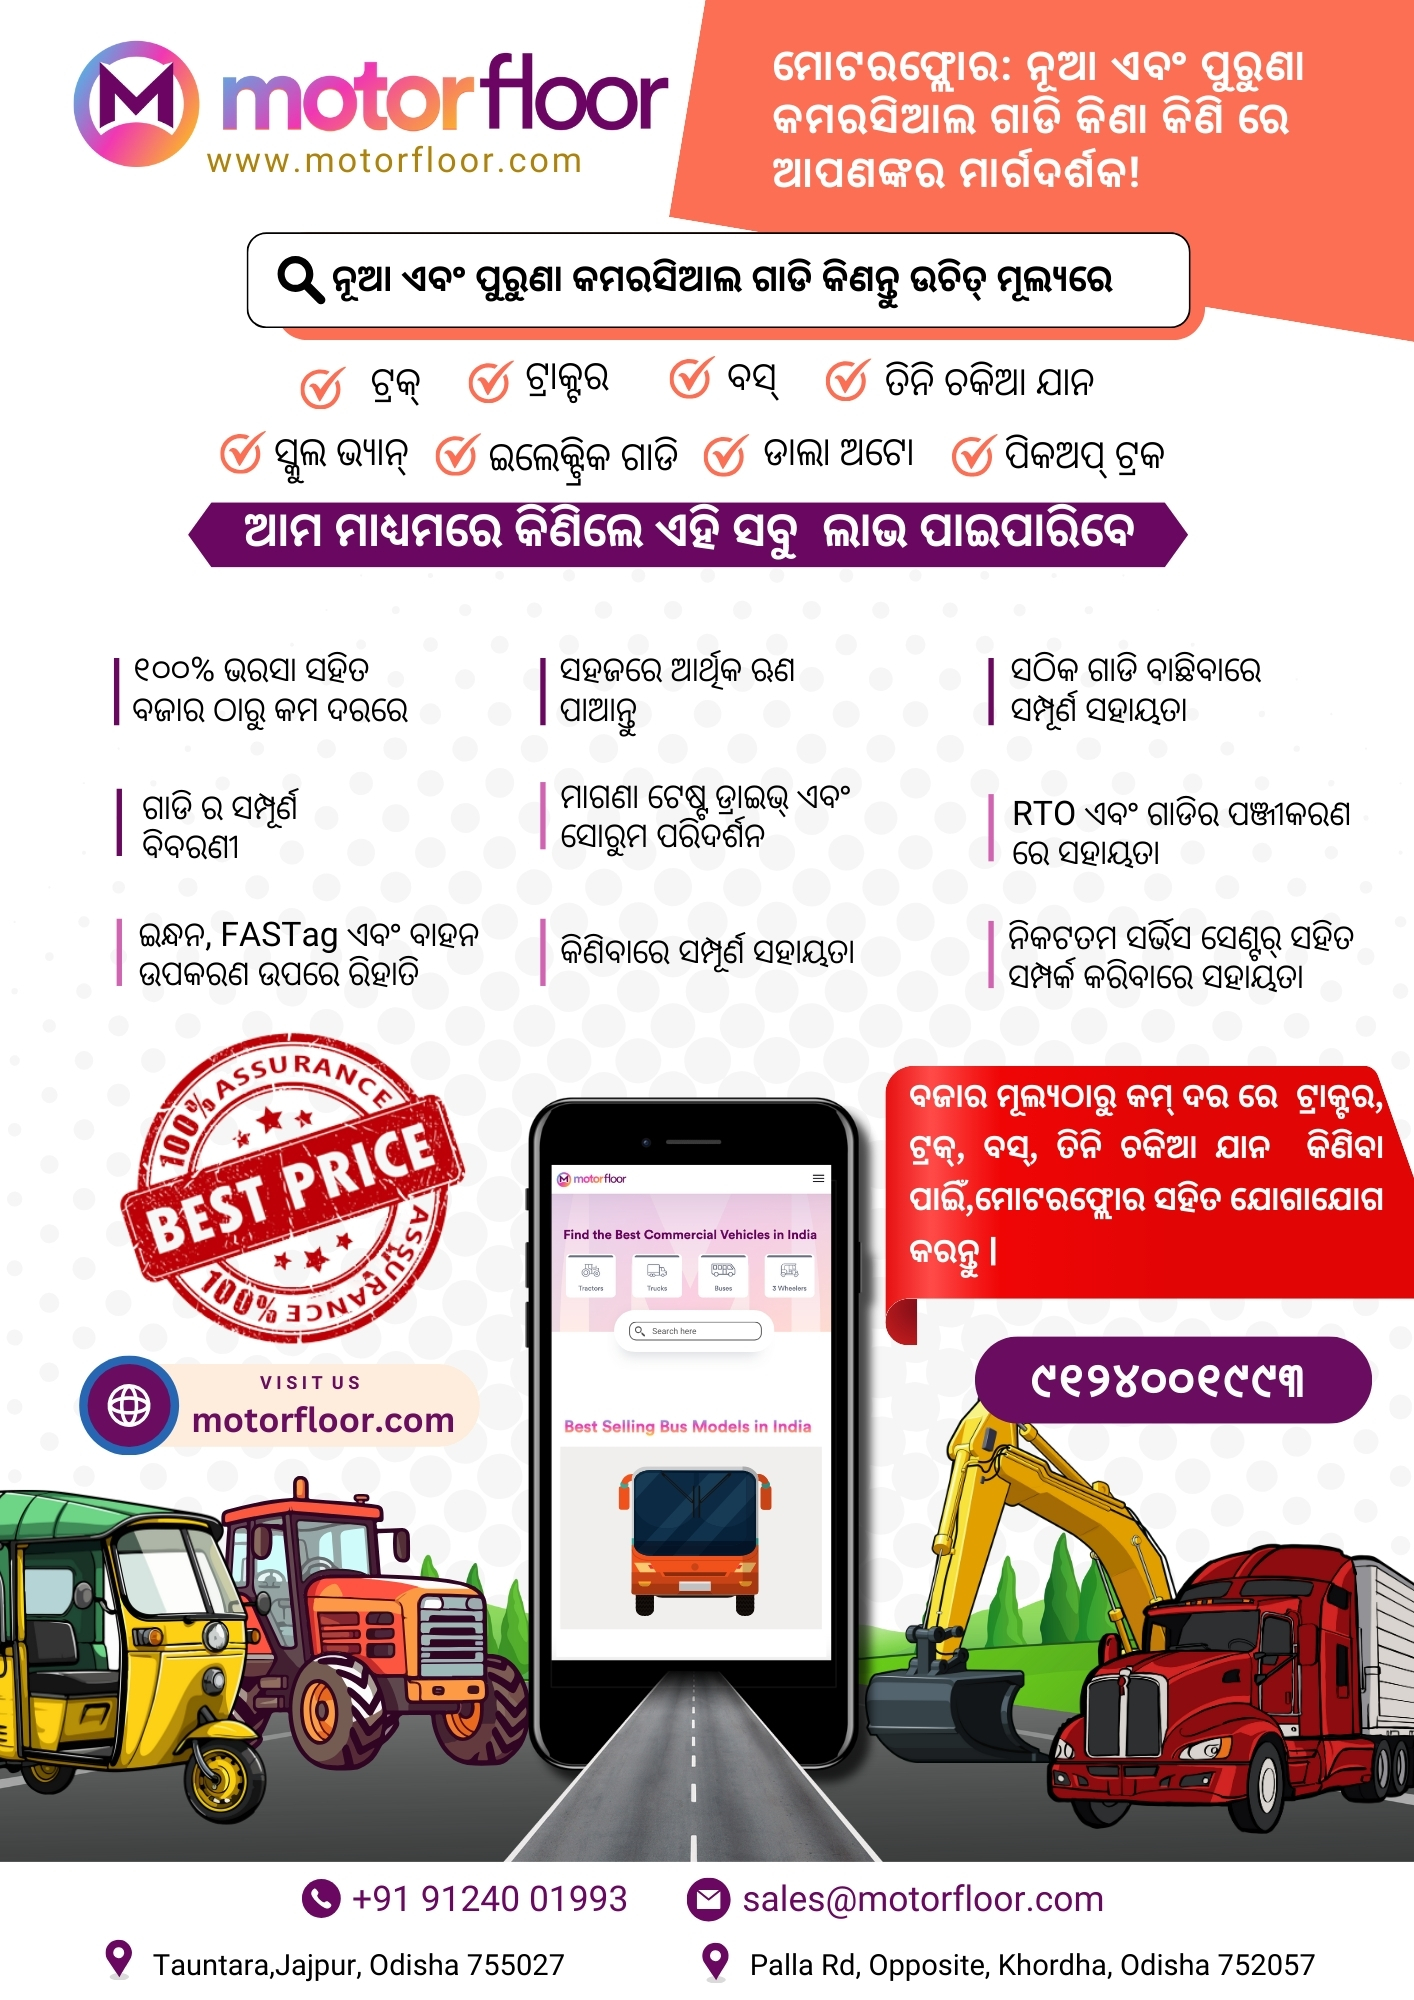 motorfloor
www.motorfloor.com
ମୋଟରଫ୍ଲୋର: ନୂଆ ଏବଂ ପୁରୁଣା
କମରସିଆଲ ଗାଡି କିଣା କିଣି ରେ
ଆପଣଙ୍କର ମାର୍ଗଦର୍ଶକ!
ନୂଆ ଏବଂ ପୁରୁଣା କମରସିଆଲ ଗାଡି କିଣନ୍ତୁ ଉଚିତ୍ ମୂଲ୍ୟରେ
ଟ୍ରକ୍ ଟ୍ରାକ୍ଟର ବସ୍ ତିନି ଚକିଆ ଯାନ
ସ୍କୁଲ ଭ୍ୟାନ୍ ଇଲେକ୍ଟ୍ରିକ ଗାଡି ଡାଲା ଅଟୋ ପିକଅପ୍ ଟ୍ରକ
ଆମ ମାଧ୍ୟମରେ କିଣିଲେ ଏହି ସବୁ ଲାଭ ପାଇପାରିବେ
୧୦୦% ଭରସା ସହିତ
ବଜାର ଠାରୁ କମ ଦରରେ
ସହଜରେ ଆର୍ଥିକ ଋଣ
ପାଆନ୍ତୁ
ସଠିକ ଗାଡି ବାଛିବାରେ
ସମ୍ପୂର୍ଣ ସହାୟତା
ଗାଡି ର ସମ୍ପୂର୍ଣ
ବିବରଣୀ
ମାଗଣା ଟେଷ୍ଟ ଡ୍ରାଇଭ୍ ଏବଂ
ସୋରୁମ ପରିଦର୍ଶନ
RTO ଏବଂ ଗାଡିର ପଞ୍ଜୀକରଣ
ରେ ସହାୟତା
ଇନ୍ଧନ, FASTag ଏବଂ ବାହନ
ଉପକରଣ ଉପରେ ରିହାତି
କିଣିବାରେ ସମ୍ପୂର୍ଣ ସହାୟତା
ନିକଟତମ ସର୍ଭିସ ସେଣ୍ଟର୍ ସହିତ
ସମ୍ପର୍କ କରିବାରେ ସହାୟତା
100% ASSURANCE
BEST PRICE
100% ASSURANCE
motorfloor
Find the Best Commercial Vehicles in India
Tractors Trucks Buses 3 Wheelers
Search here
Best Selling Bus Models in India
ବଜାର ମୂଲ୍ୟଠାରୁ କମ୍ ଦର ରେ ଟ୍ରାକ୍ଟର,
ଟ୍ରକ୍, ବସ୍, ତିନି ଚକିଆ ଯାନ କିଣିବା
ପାଇଁ,ମୋଟରଫ୍ଲୋର ସହିତ ଯୋଗାଯୋଗ
କରନ୍ତୁ |
୯୧୨୪୦୦୧୯୯୩
VISIT US
motorfloor.com
+91 91240 01993
sales@motorfloor.com
Tauntara,Jajpur, Odisha 755027
Palla Rd, Opposite, Khordha, Odisha 752057